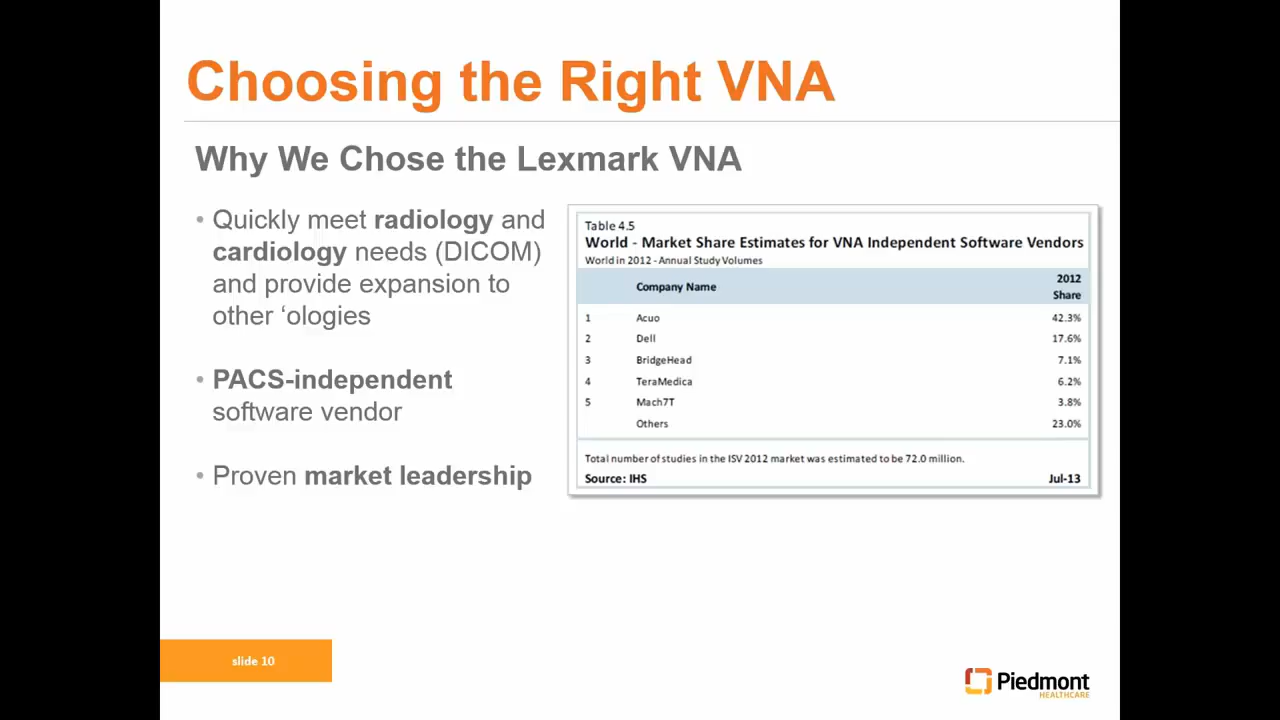 Choosing the Right VNA
Why We Chose the Lexmark VNA
• Quickly meet radiology and
cardiology needs (DICOM)
and provide expansion to
other ‘ologies
• PACS-independent
software vendor
• Proven market leadership
Table 4.5
World - Market Share Estimates for VNA Independent Software Vendors
World in 2012 - Annual Study Volumes
Company Name 2012 Share
1 Acuo 42.3%
2 Dell 17.6%
3 BridgeHead 7.1%
4 TeraMedica 6.2%
5 Mach7T 3.8%
Others 23.0%
Total number of studies in the ISV 2012 market was estimated to be 72.0 million.
Source: IHS Jul-13
slide 10
Piedmont
HEALTHCARE